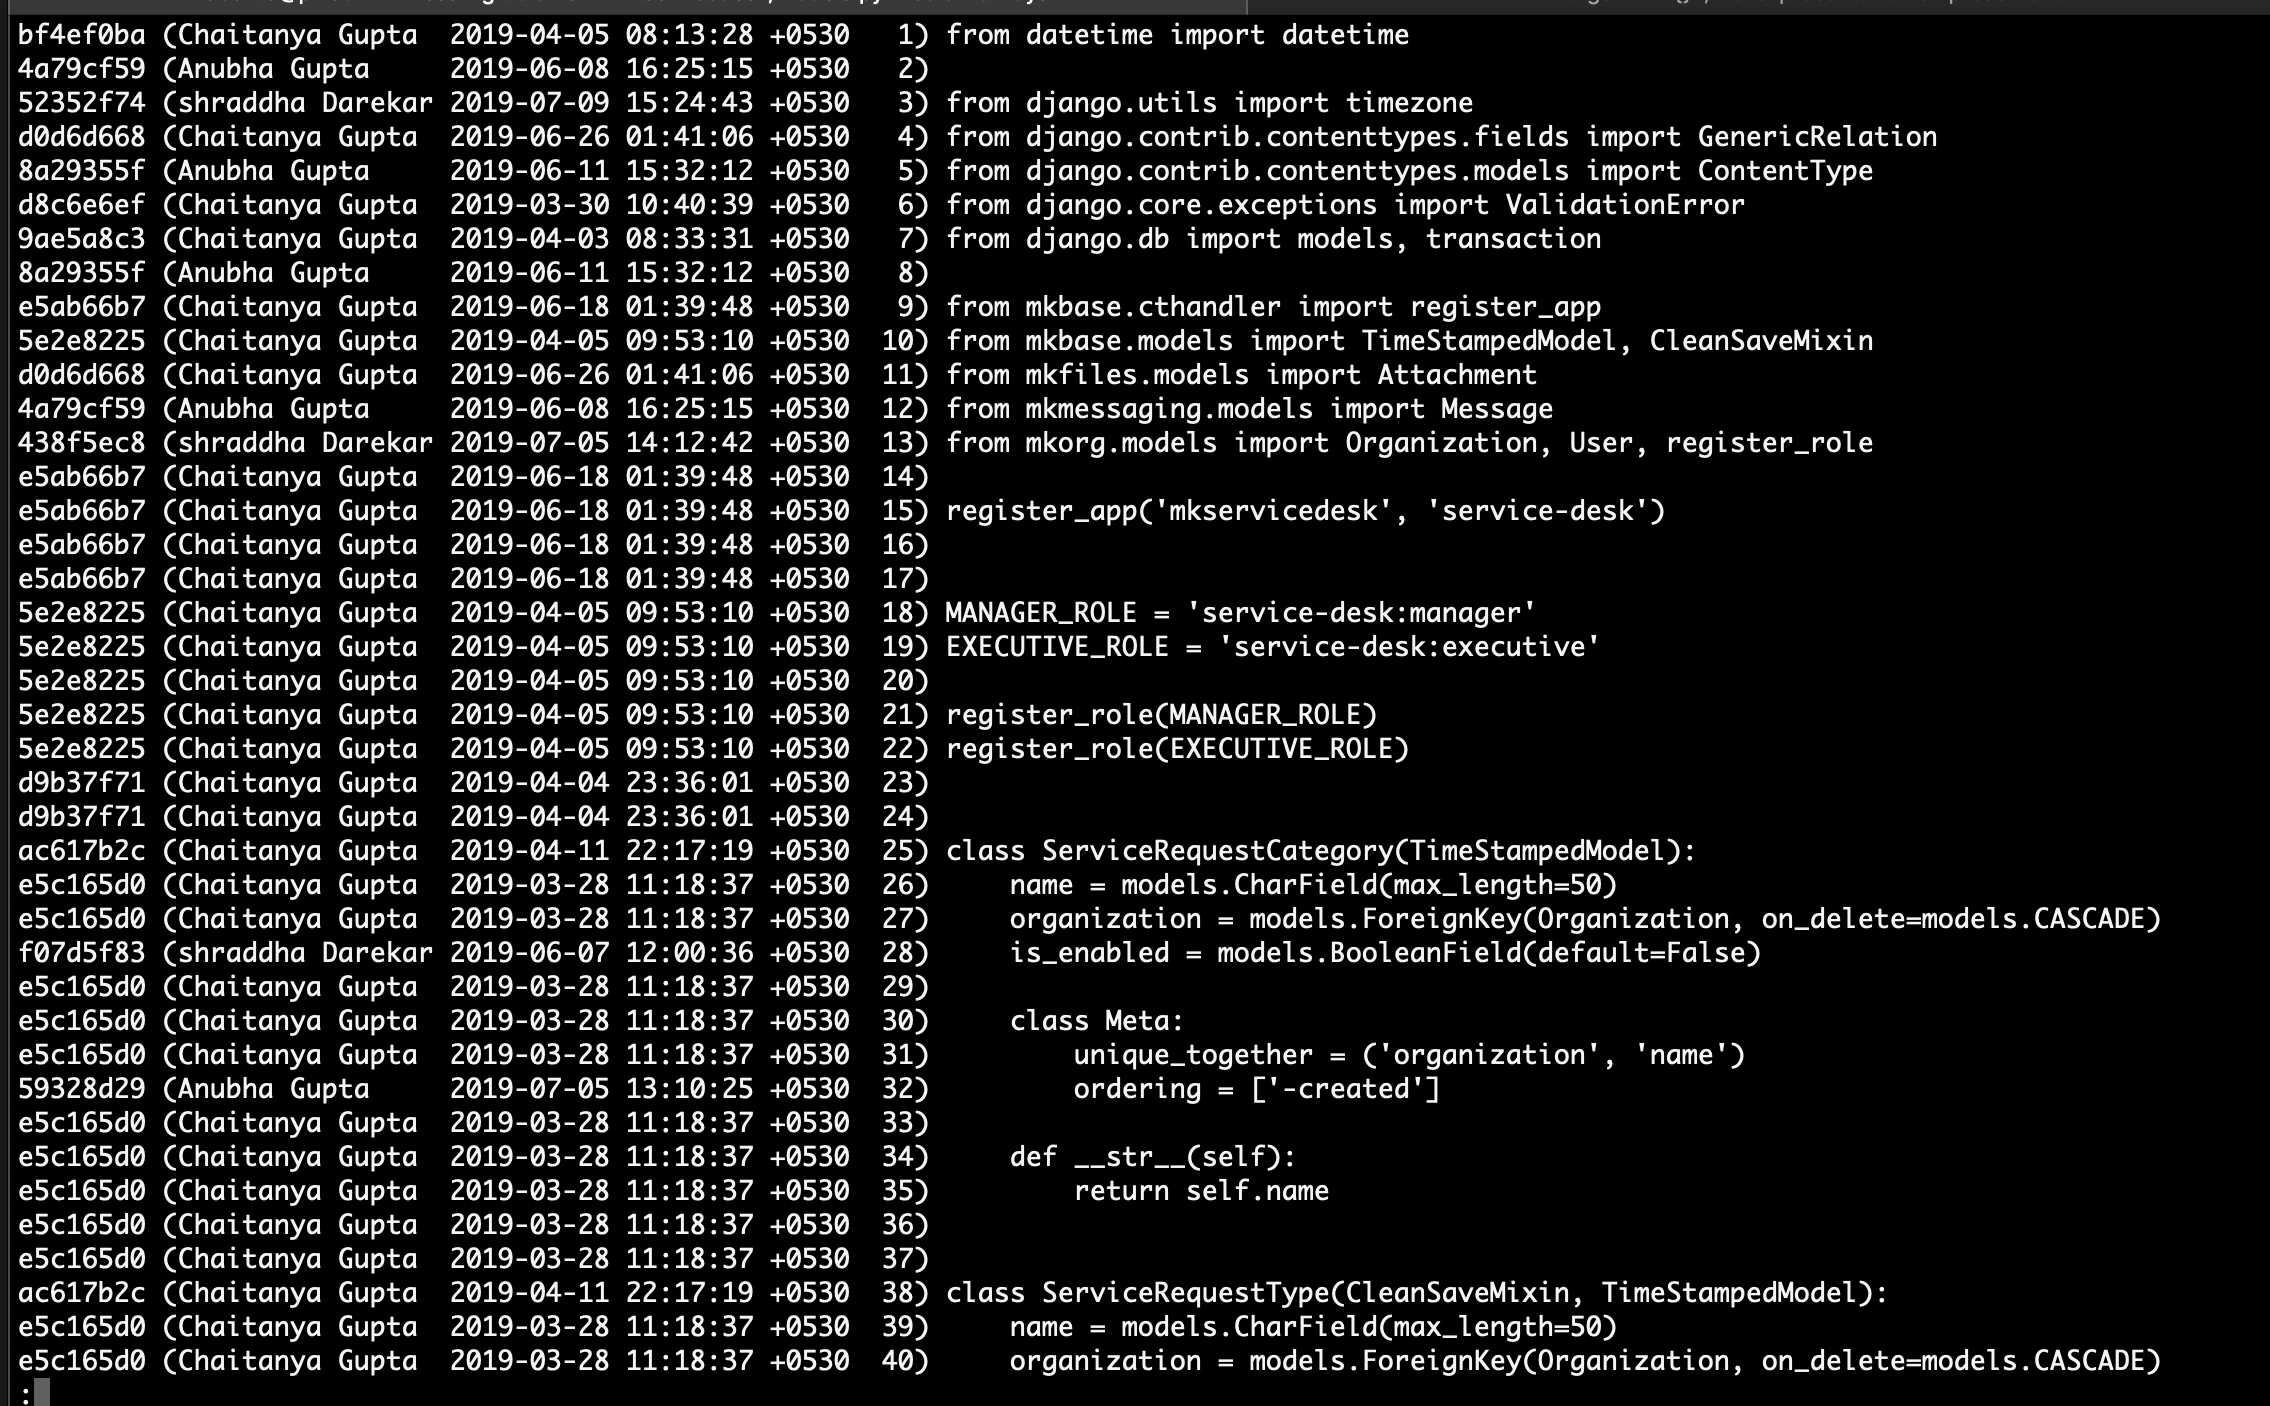 bf4ef0ba (Chaitanya Gupta  2019-04-05 08:13:28 +0530   1) from datetime import datetime
4a79cf59 (Anubha Gupta     2019-06-08 16:25:15 +0530   2)
52352f74 (shraddha Darekar 2019-07-09 15:24:43 +0530   3) from django.utils import timezone
d0d6d668 (Chaitanya Gupta  2019-06-26 01:41:06 +0530   4) from django.contrib.contenttypes.fields import GenericRelation
8a29355f (Anubha Gupta     2019-06-11 15:32:12 +0530   5) from django.contrib.contenttypes.models import ContentType
d8c6e6ef (Chaitanya Gupta  2019-03-30 10:40:39 +0530   6) from django.core.exceptions import ValidationError
9ae5a8c3 (Chaitanya Gupta  2019-04-03 08:33:31 +0530   7) from django.db import models, transaction
8a29355f (Anubha Gupta     2019-06-11 15:32:12 +0530   8)
e5ab66b7 (Chaitanya Gupta  2019-06-18 01:39:48 +0530   9) from mkbase.cthandler import register_app
5e2e8225 (Chaitanya Gupta  2019-04-05 09:53:10 +0530  10) from mkbase.models import TimeStampedModel, CleanSaveMixin
d0d6d668 (Chaitanya Gupta  2019-06-26 01:41:06 +0530  11) from mkfiles.models import Attachment
4a79cf59 (Anubha Gupta     2019-06-08 16:25:15 +0530  12) from mkmessaging.models import Message
438f5ec8 (shraddha Darekar 2019-07-05 14:12:42 +0530  13) from mkorg.models import Organization, User, register_role
e5ab66b7 (Chaitanya Gupta  2019-06-18 01:39:48 +0530  14)
e5ab66b7 (Chaitanya Gupta  2019-06-18 01:39:48 +0530  15) register_app('mkservicedesk', 'service-desk')
e5ab66b7 (Chaitanya Gupta  2019-06-18 01:39:48 +0530  16)
e5ab66b7 (Chaitanya Gupta  2019-06-18 01:39:48 +0530  17)
5e2e8225 (Chaitanya Gupta  2019-04-05 09:53:10 +0530  18) MANAGER_ROLE = 'service-desk:manager'
5e2e8225 (Chaitanya Gupta  2019-04-05 09:53:10 +0530  19) EXECUTIVE_ROLE = 'service-desk:executive'
5e2e8225 (Chaitanya Gupta  2019-04-05 09:53:10 +0530  20)
5e2e8225 (Chaitanya Gupta  2019-04-05 09:53:10 +0530  21) register_role(MANAGER_ROLE)
5e2e8225 (Chaitanya Gupta  2019-04-05 09:53:10 +0530  22) register_role(EXECUTIVE_ROLE)
d9b37f71 (Chaitanya Gupta  2019-04-04 23:36:01 +0530  23)
d9b37f71 (Chaitanya Gupta  2019-04-04 23:36:01 +0530  24)
ac617b2c (Chaitanya Gupta  2019-04-11 22:17:19 +0530  25) class ServiceRequestCategory(TimeStampedModel):
e5c165d0 (Chaitanya Gupta  2019-03-28 11:18:37 +0530  26)     name = models.CharField(max_length=50)
e5c165d0 (Chaitanya Gupta  2019-03-28 11:18:37 +0530  27)     organization = models.ForeignKey(Organization, on_delete=models.CASCADE)
f07d5f83 (shraddha Darekar 2019-06-07 12:00:36 +0530  28)     is_enabled = models.BooleanField(default=False)
e5c165d0 (Chaitanya Gupta  2019-03-28 11:18:37 +0530  29)
e5c165d0 (Chaitanya Gupta  2019-03-28 11:18:37 +0530  30)     class Meta:
e5c165d0 (Chaitanya Gupta  2019-03-28 11:18:37 +0530  31)         unique_together = ('organization', 'name')
59328d29 (Anubha Gupta     2019-07-05 13:10:25 +0530  32)         ordering = ['-created']
e5c165d0 (Chaitanya Gupta  2019-03-28 11:18:37 +0530  33)
e5c165d0 (Chaitanya Gupta  2019-03-28 11:18:37 +0530  34)     def __str__(self):
e5c165d0 (Chaitanya Gupta  2019-03-28 11:18:37 +0530  35)         return self.name
e5c165d0 (Chaitanya Gupta  2019-03-28 11:18:37 +0530  36)
e5c165d0 (Chaitanya Gupta  2019-03-28 11:18:37 +0530  37)
ac617b2c (Chaitanya Gupta  2019-04-11 22:17:19 +0530  38) class ServiceRequestType(CleanSaveMixin, TimeStampedModel):
e5c165d0 (Chaitanya Gupta  2019-03-28 11:18:37 +0530  39)     name = models.CharField(max_length=50)
e5c165d0 (Chaitanya Gupta  2019-03-28 11:18:37 +0530  40)     organization = models.ForeignKey(Organization, on_delete=models.CASCADE)
: